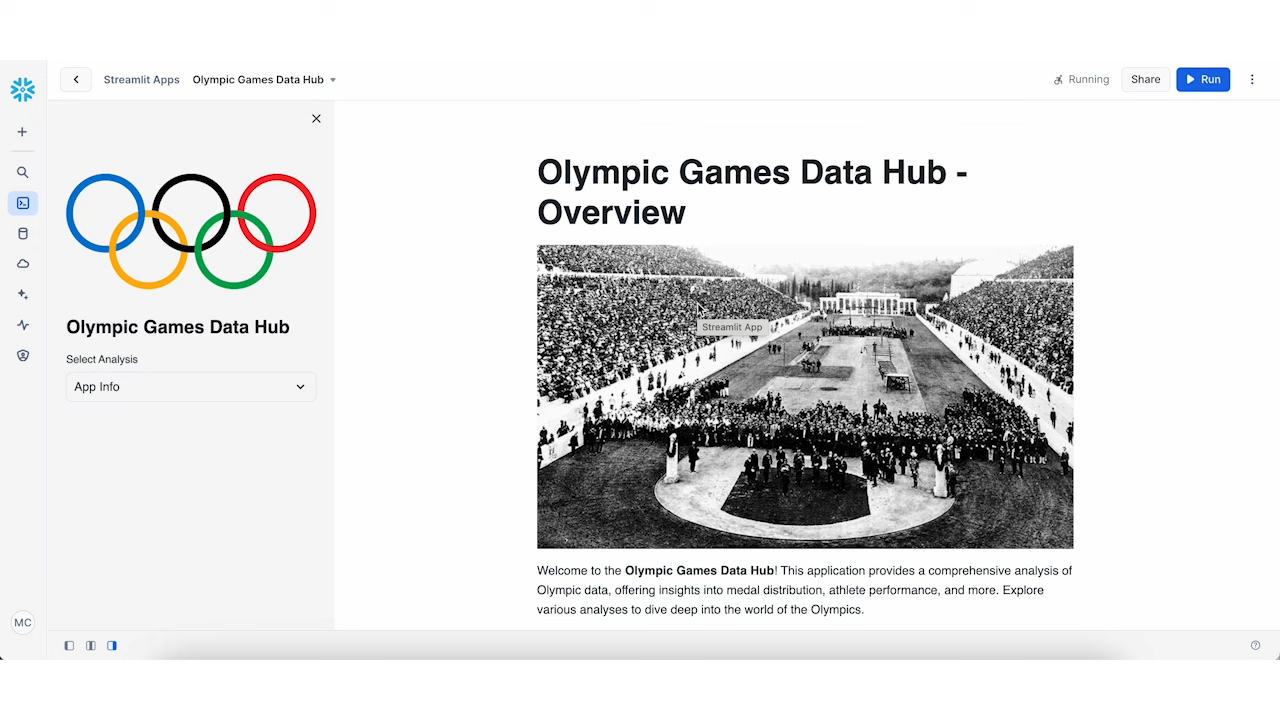 Streamlit Apps
Olympic Games Data Hub
Running
Share
Run
Olympic Games Data Hub
Select Analysis
App Info
Olympic Games Data Hub -
Overview
Streamlit App
Welcome to the Olympic Games Data Hub! This application provides a comprehensive analysis of
Olympic data, offering insights into medal distribution, athlete performance, and more. Explore
various analyses to dive deep into the world of the Olympics.
MC